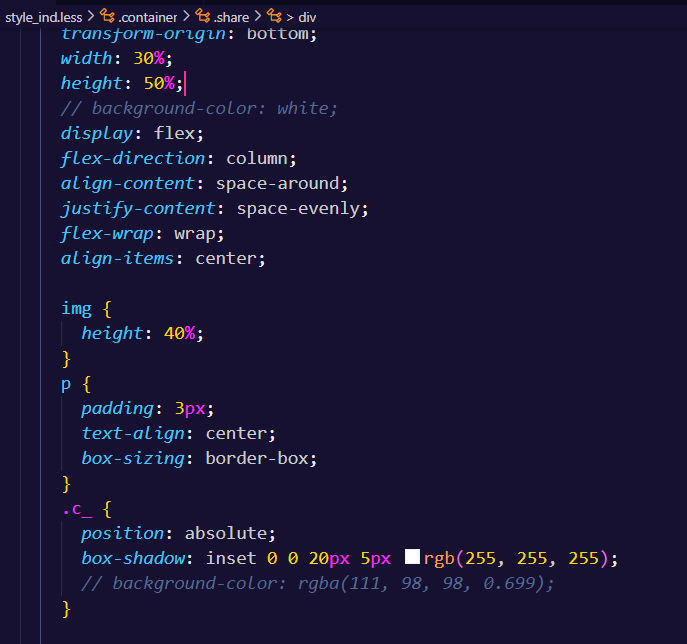 style_ind.less > .container > .share > > div
transform-origin: bottom;
width: 30%;
height: 50%;
// background-color: white;
display: flex;
flex-direction: column;
align-content: space-around;
justify-content: space-evenly;
flex-wrap: wrap;
align-items: center;
img {
height: 40%;
}
p {
padding: 3px;
text-align: center;
box-sizing: border-box;
}
.c_ {
position: absolute;
box-shadow: inset 0 0 20px 5px rgb(255, 255, 255);
// background-color: rgba(111, 98, 98, 0.699);
}